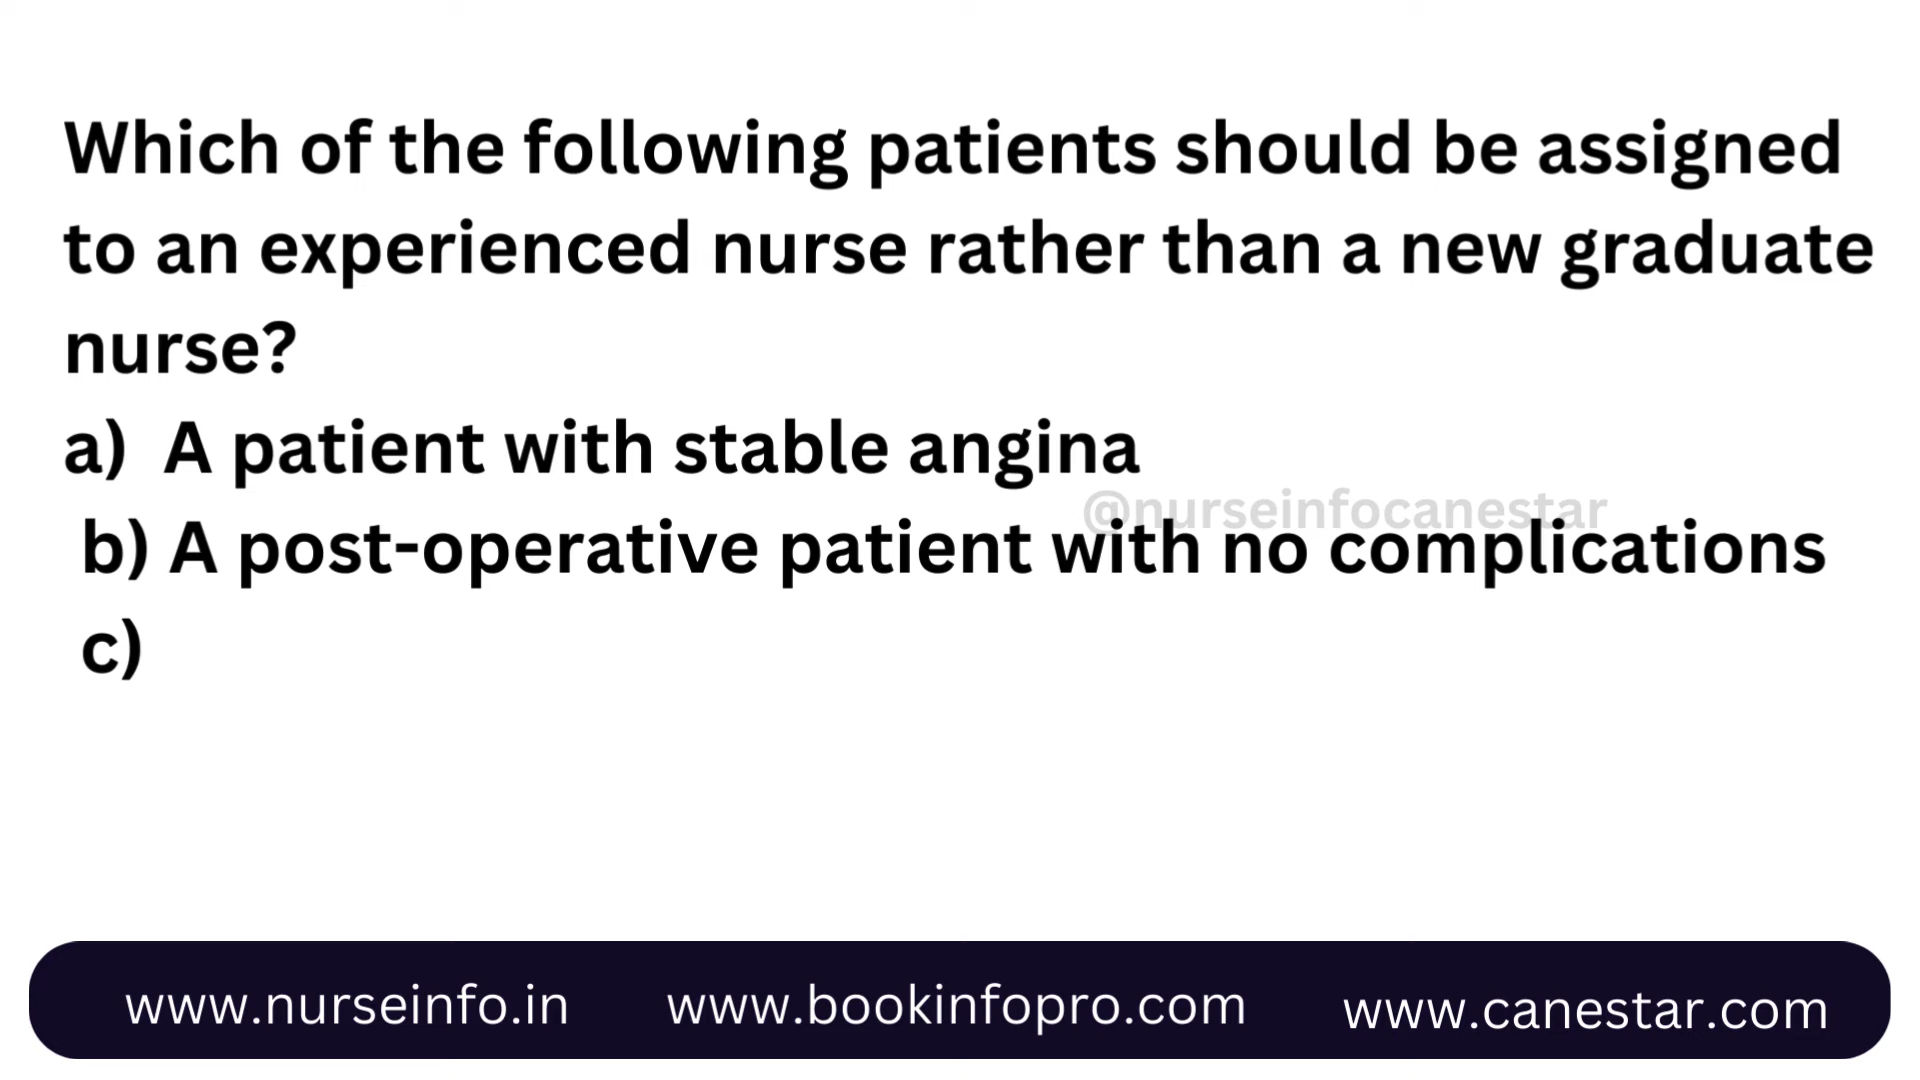 Which of the following patients should be assigned
to an experienced nurse rather than a new graduate
nurse?
a) A patient with stable angina
@nurseinfocanestar
b) A post-operative patient with no complications
c)
www.nurseinfo.in www.bookinfopro.com www.canestar.com